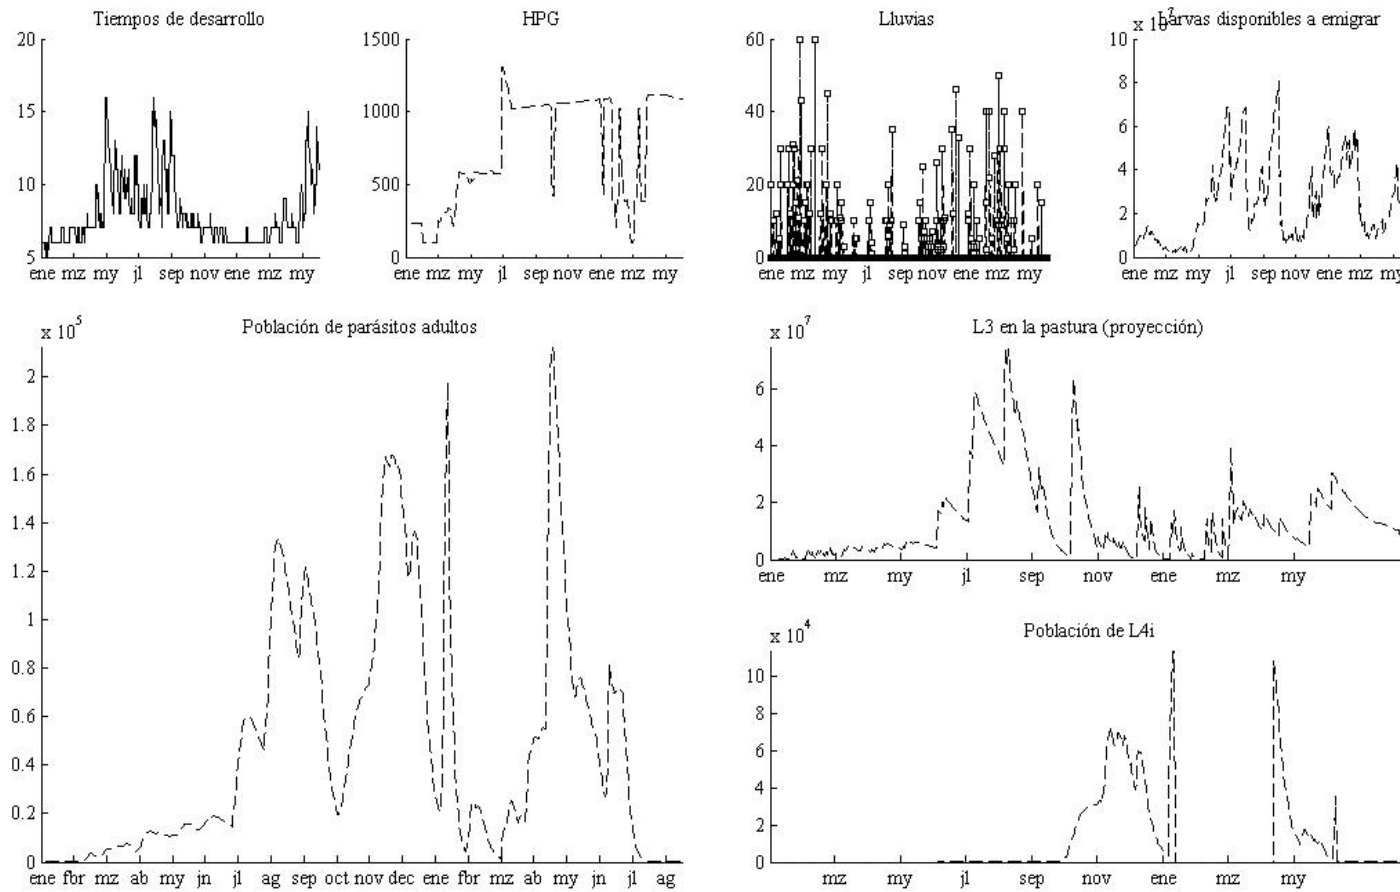 Tiempos de desarrollo
20
15
10
5
ene mz my jl sep nov ene mz my
HPG
1500
1000
500
0
ene mz my jl sep nov ene mz my
Lluvias
60
40
20
0
ene mz my jl sep nov ene mz my
x 10^7
Larvas disponibles a emigrar
10
8
6
4
2
0
ene mz my jl sep nov ene mz my
x 10^5
Población de parásitos adultos
2
1.8
1.6
1.4
1.2
1
0.8
0.6
0.4
0.2
0
ene fbr mz ab my jn jl ag sep oct nov dec ene fbr mz ab my jn jl ag
x 10^7
L3 en la pastura (proyección)
6
4
2
0
ene mz my jl sep nov ene mz my
x 10^4
Población de L4i
10
8
6
4
2
0
mz my jl sep nov ene mz my